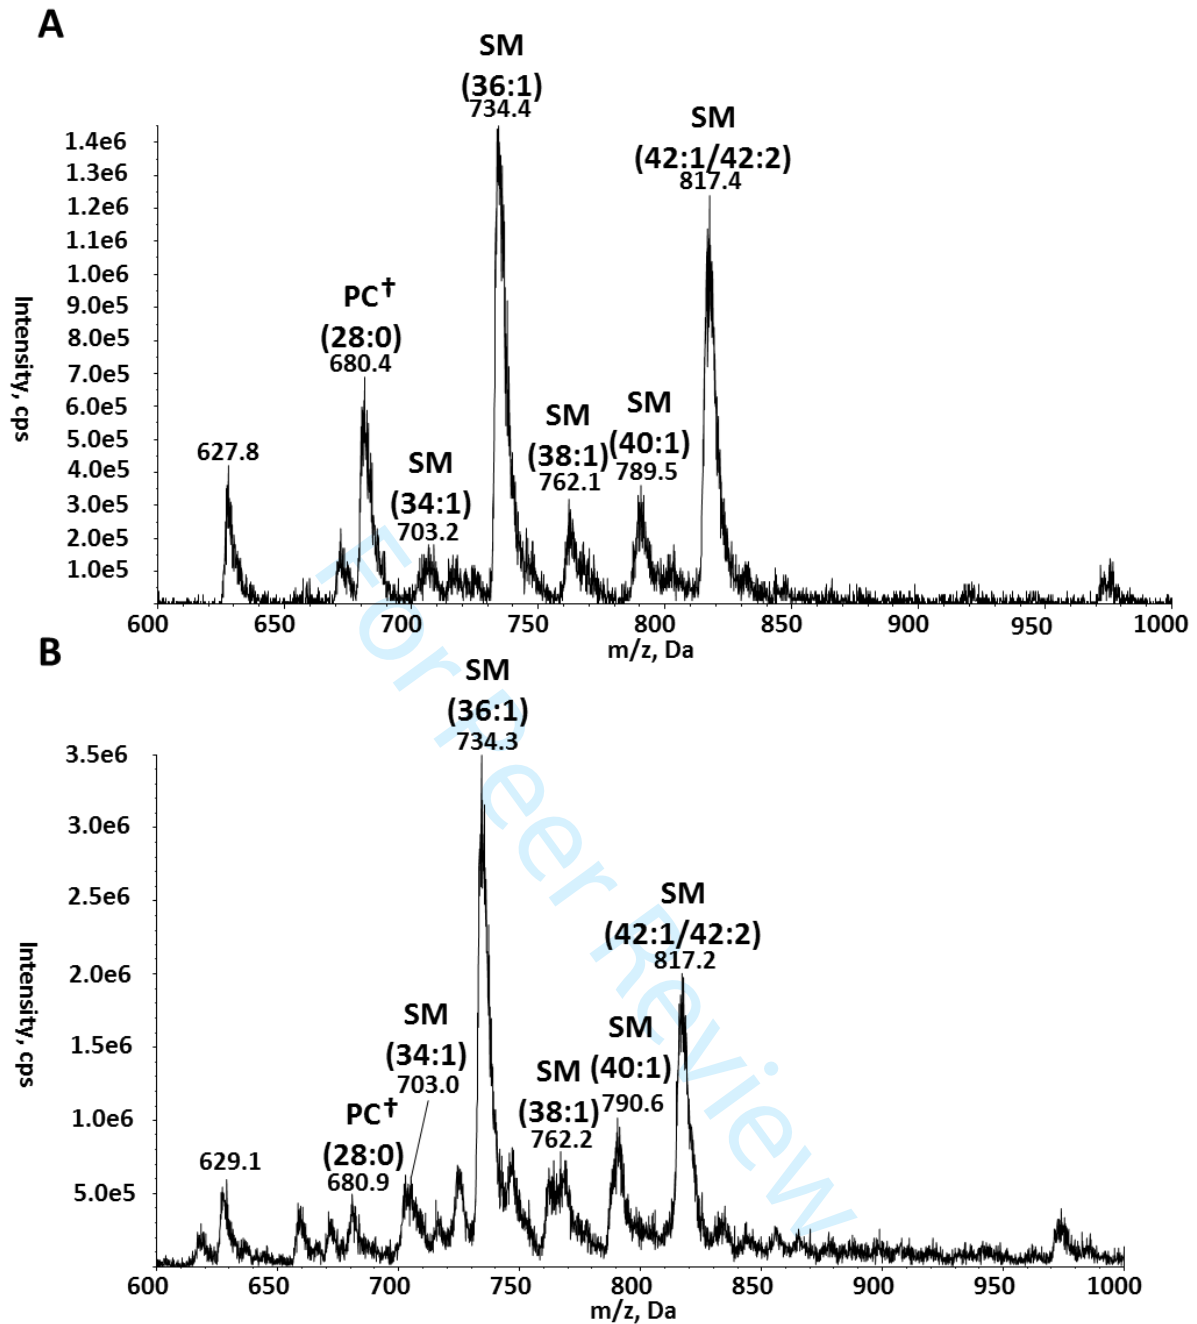 A
SM
(36:1)
734.4
SM
(42:1/42:2)
817.4
PC†
(28:0)
680.4
627.8
SM
(34:1)
703.2
SM
(38:1)
762.1
SM
(40:1)
789.5
Intensity, cps
1.4e6
1.3e6
1.2e6
1.1e6
1.0e6
9.0e5
8.0e5
7.0e5
6.0e5
5.0e5
4.0e5
3.0e5
2.0e5
1.0e5
600 650 700 750 800 850 900 950 1000
m/z, Da
B
SM
(36:1)
734.3
SM
(42:1/42:2)
817.2
SM
(34:1)
703.0
PC†
(28:0)
680.9
629.1
SM
(38:1)
762.2
SM
(40:1)
790.6
Intensity, cps
3.5e6
3.0e6
2.5e6
2.0e6
1.5e6
1.0e6
5.0e5
600 650 700 750 800 850 900 950 1000
m/z, Da
For Peer Review